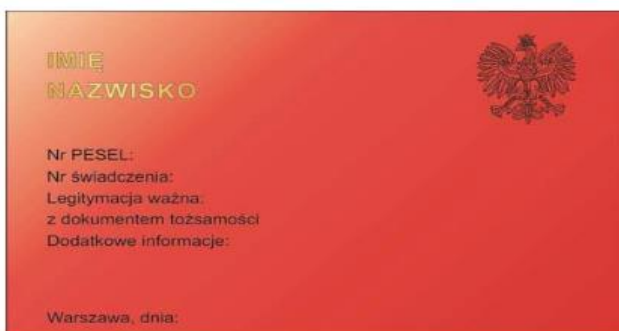 IMIĘ
NAZWISKO
Nr PESEL:
Nr świadczenia:
Legitymacja ważna:
z dokumentem tożsamości
Dodatkowe informacje:
Warszawa, dnia: